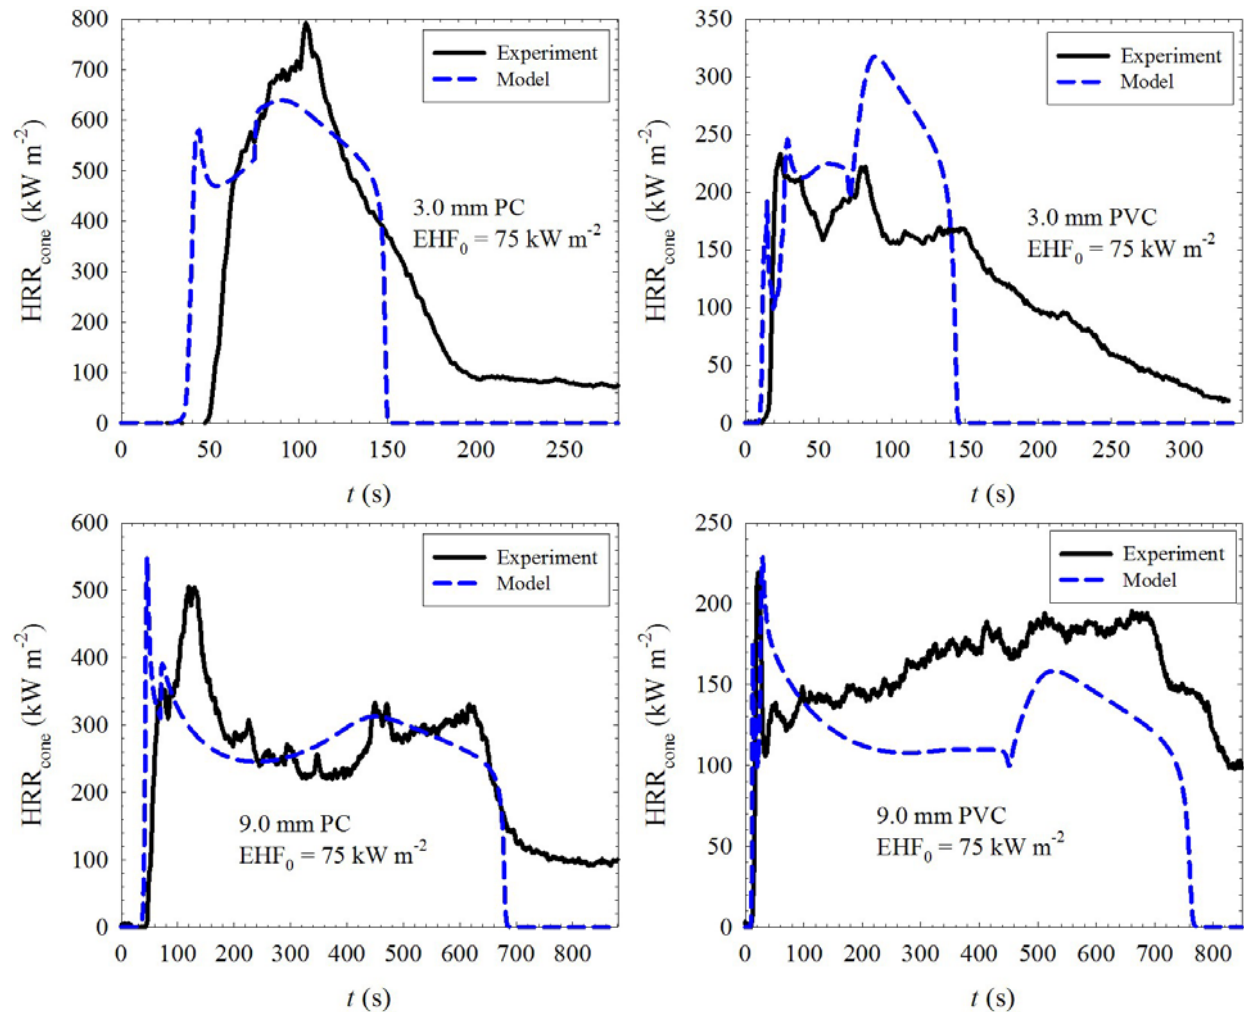 800
700
600
500
400
300
200
100
0
HRR_cone (kW m⁻²)
Experiment
Model
3.0 mm PC
EHF₀ = 75 kW m⁻²
0 50 100 150 200 250
t (s)
350
300
250
200
150
100
50
0
HRR_cone (kW m⁻²)
Experiment
Model
3.0 mm PVC
EHF₀ = 75 kW m⁻²
0 50 100 150 200 250 300
t (s)
600
500
400
300
200
100
0
HRR_cone (kW m⁻²)
Experiment
Model
9.0 mm PC
EHF₀ = 75 kW m⁻²
0 100 200 300 400 500 600 700 800
t (s)
250
200
150
100
50
0
HRR_cone (kW m⁻²)
Experiment
Model
9.0 mm PVC
EHF₀ = 75 kW m⁻²
0 100 200 300 400 500 600 700 800
t (s)